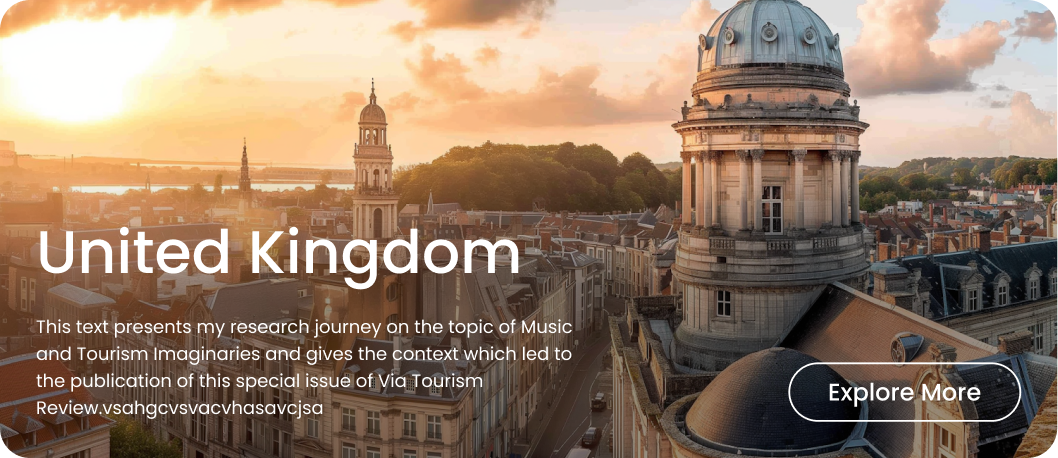 United Kingdom
This text presents my research journey on the topic of Music
and Tourism Imaginaries and gives the context which led to
the publication of this special issue of Via Tourism
Review.vsahgcvsvacvhasavcjsa
Explore More